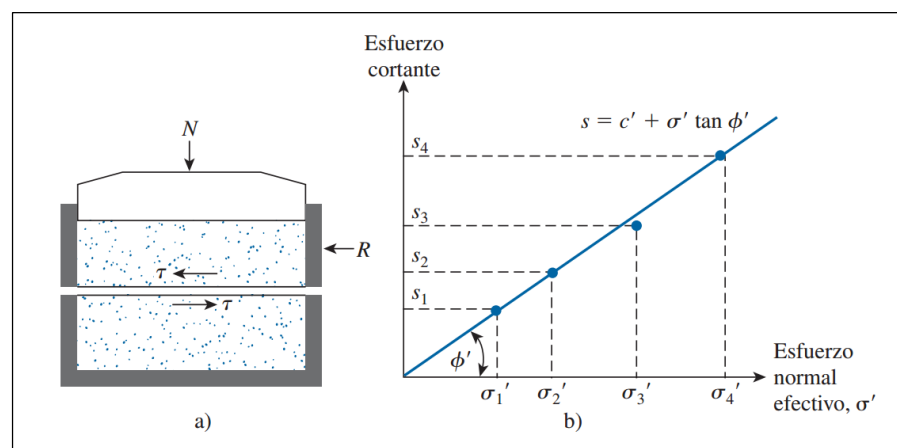 N
R
τ
τ
a)
Esfuerzo
cortante
s = c′ + σ′ tan ϕ′
s₄
s₃
s₂
s₁
ϕ′
σ₁′ σ₂′ σ₃′ σ₄′
Esfuerzo
normal
efectivo, σ′
b)